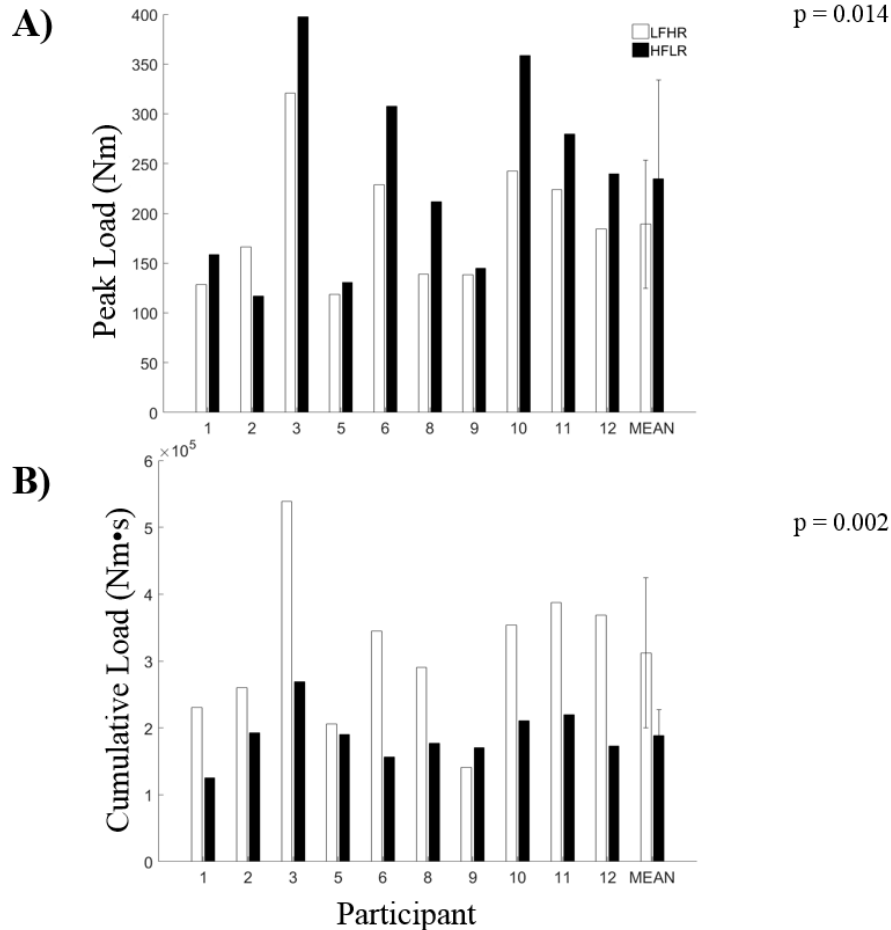 A)
p = 0.014
LFHR
HFLR
Peak Load (Nm)
400
350
300
250
200
150
100
50
0
1 2 3 5 6 8 9 10 11 12 MEAN
B)
×10⁵
p = 0.002
Cumulative Load (Nm•s)
6
5
4
3
2
1
0
1 2 3 5 6 8 9 10 11 12 MEAN
Participant